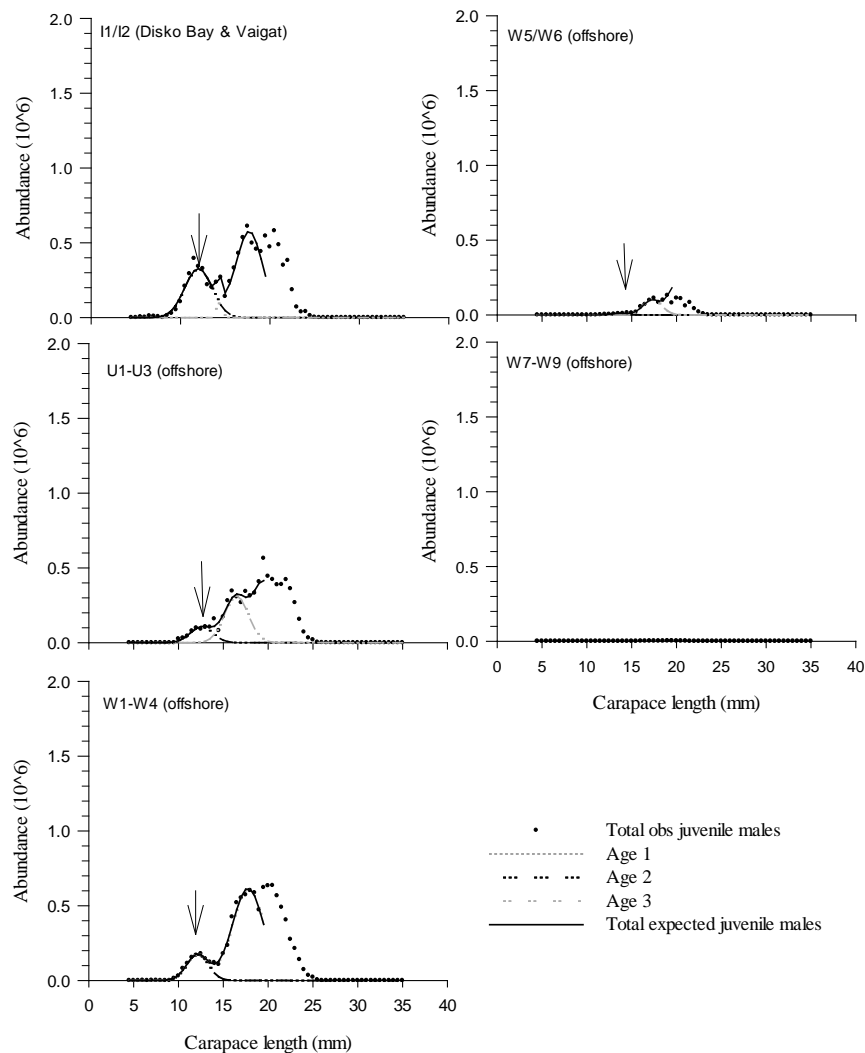 2.0
1.5
1.0
0.5
0.0
Abundance (10^6)
I1/I2 (Disko Bay & Vaigat)
2.0
1.5
1.0
0.5
0.0
Abundance (10^6)
W5/W6 (offshore)
2.0
1.5
1.0
0.5
0.0
Abundance (10^6)
U1-U3 (offshore)
2.0
1.5
1.0
0.5
0.0
Abundance (10^6)
W7-W9 (offshore)
0 5 10 15 20 25 30 35 40
Carapace length (mm)
2.0
1.5
1.0
0.5
0.0
Abundance (10^6)
W1-W4 (offshore)
0 5 10 15 20 25 30 35 40
Carapace length (mm)
Total obs juvenile males
Age 1
Age 2
Age 3
Total expected juvenile males